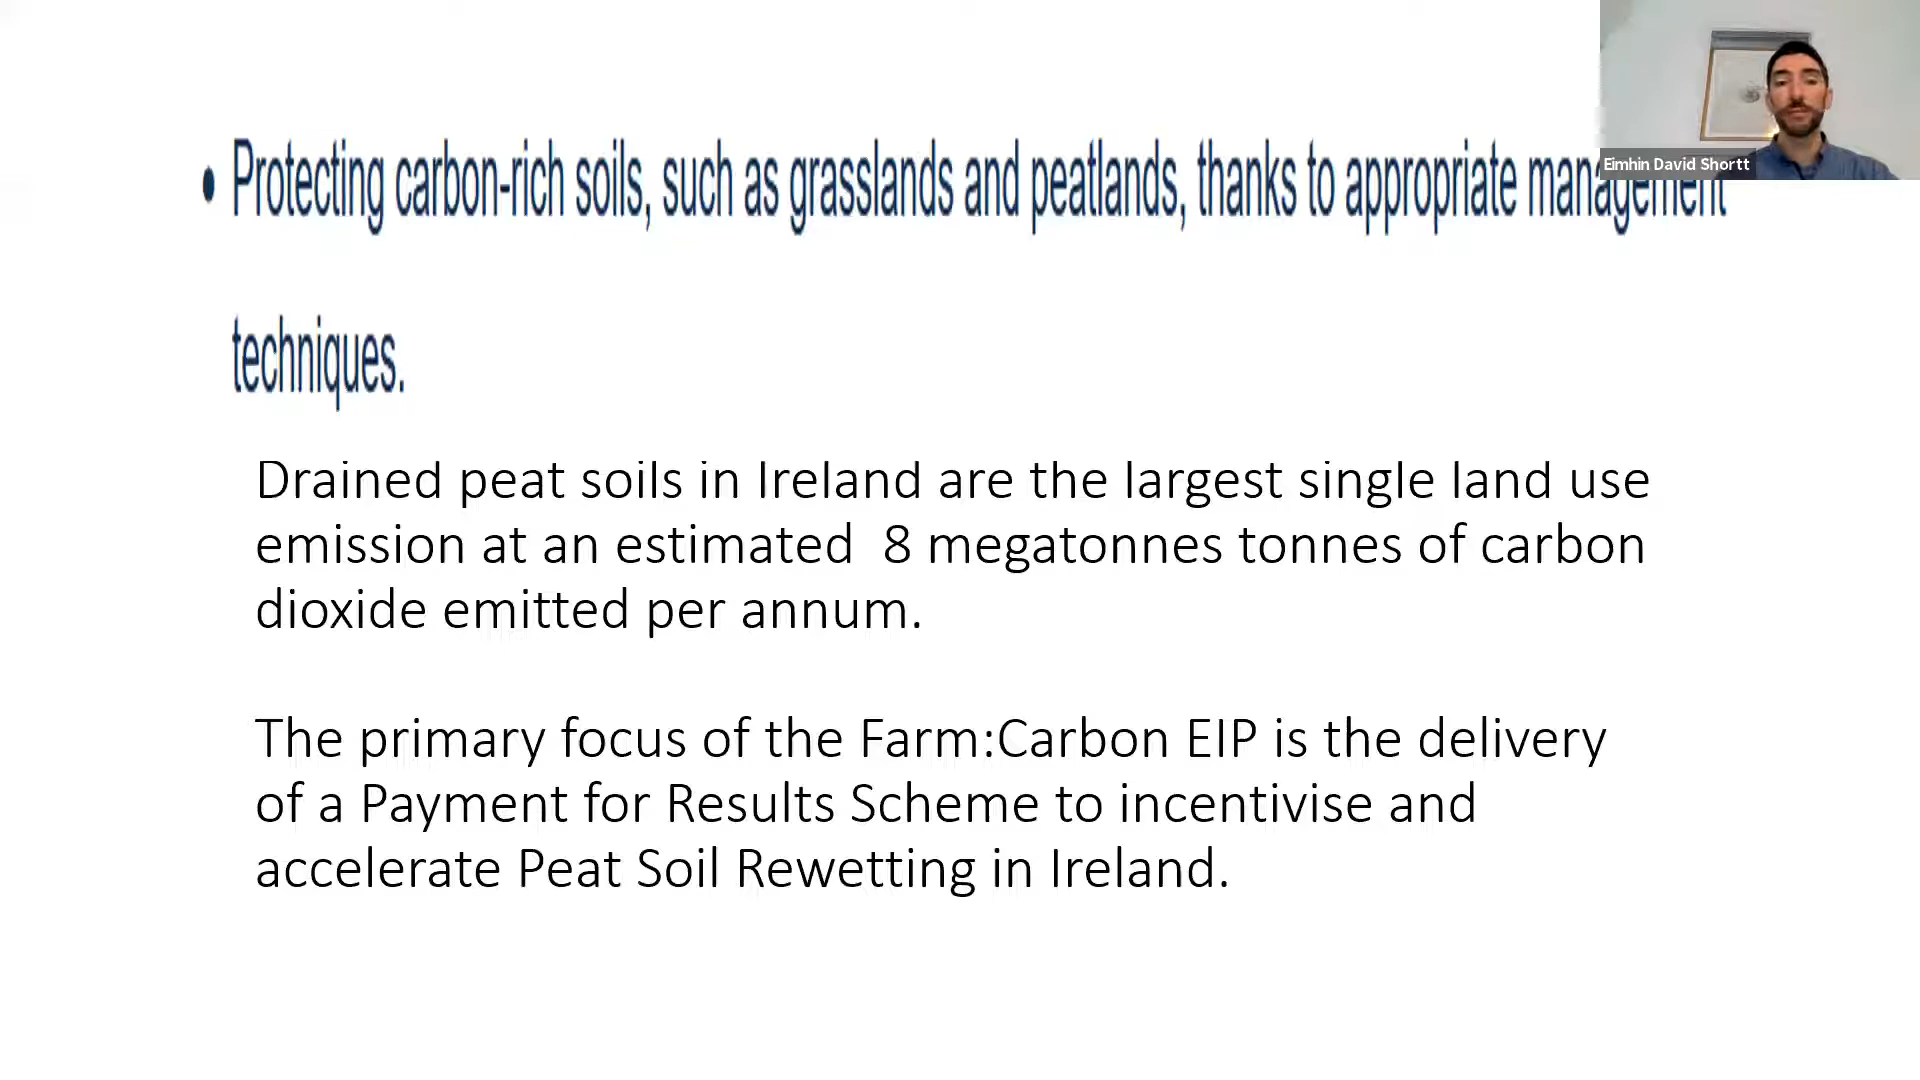 • Protecting carbon-rich soils, such as grasslands and peatlands, thanks to appropriate management
techniques.
Drained peat soils in Ireland are the largest single land use
emission at an estimated  8 megatonnes tonnes of carbon
dioxide emitted per annum.
The primary focus of the Farm:Carbon EIP is the delivery
of a Payment for Results Scheme to incentivise and
accelerate Peat Soil Rewetting in Ireland.
Eimhin David Shortt